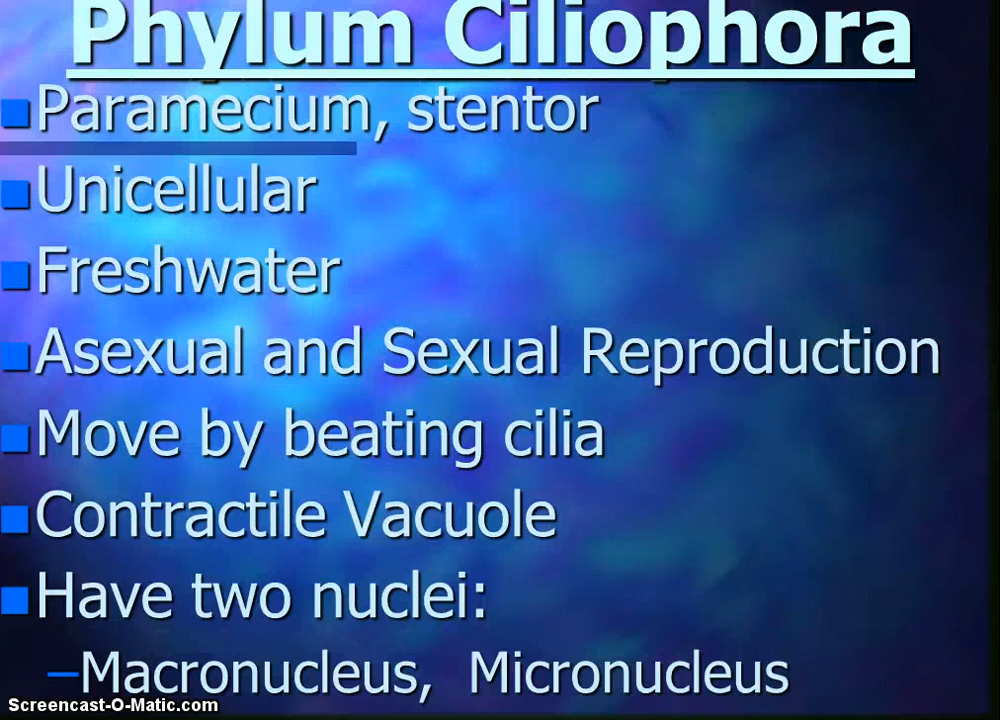 Phylum Ciliophora
Paramecium, stentor
Unicellular
Freshwater
Asexual and Sexual Reproduction
Move by beating cilia
Contractile Vacuole
Have two nuclei:
–Macronucleus, Micronucleus
Screencast-O-Matic.com